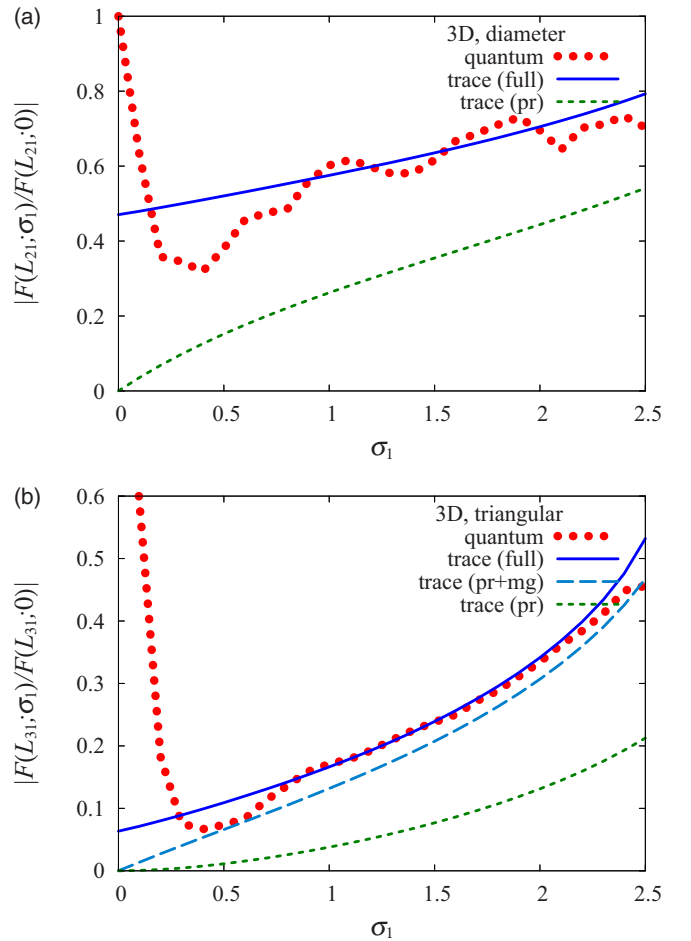 (a)
3D, diameter
quantum
trace (full)
trace (pr)
|F(L21;σ1)/F(L21;0)|
1
0.8
0.6
0.4
0.2
0
0 0.5 1 1.5 2 2.5
σ1
(b)
3D, triangular
quantum
trace (full)
trace (pr+mg)
trace (pr)
|F(L31;σ1)/F(L31;0)|
0.6
0.5
0.4
0.3
0.2
0.1
0
0 0.5 1 1.5 2 2.5
σ1